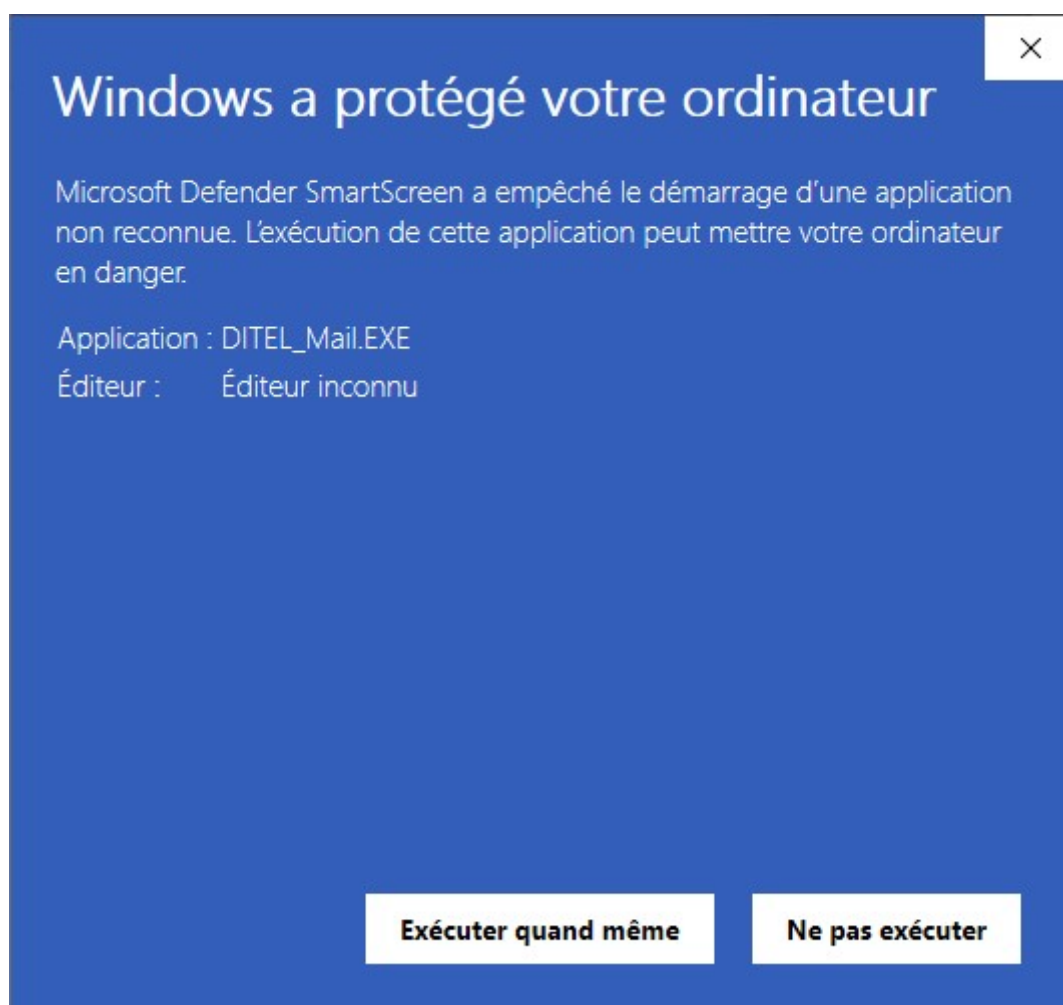 Windows a protégé votre ordinateur
Microsoft Defender SmartScreen a empêché le démarrage d’une application
non reconnue. L’exécution de cette application peut mettre votre ordinateur
en danger.
Application : DITEL_Mail.EXE
Éditeur : Éditeur inconnu
Exécuter quand même Ne pas exécuter